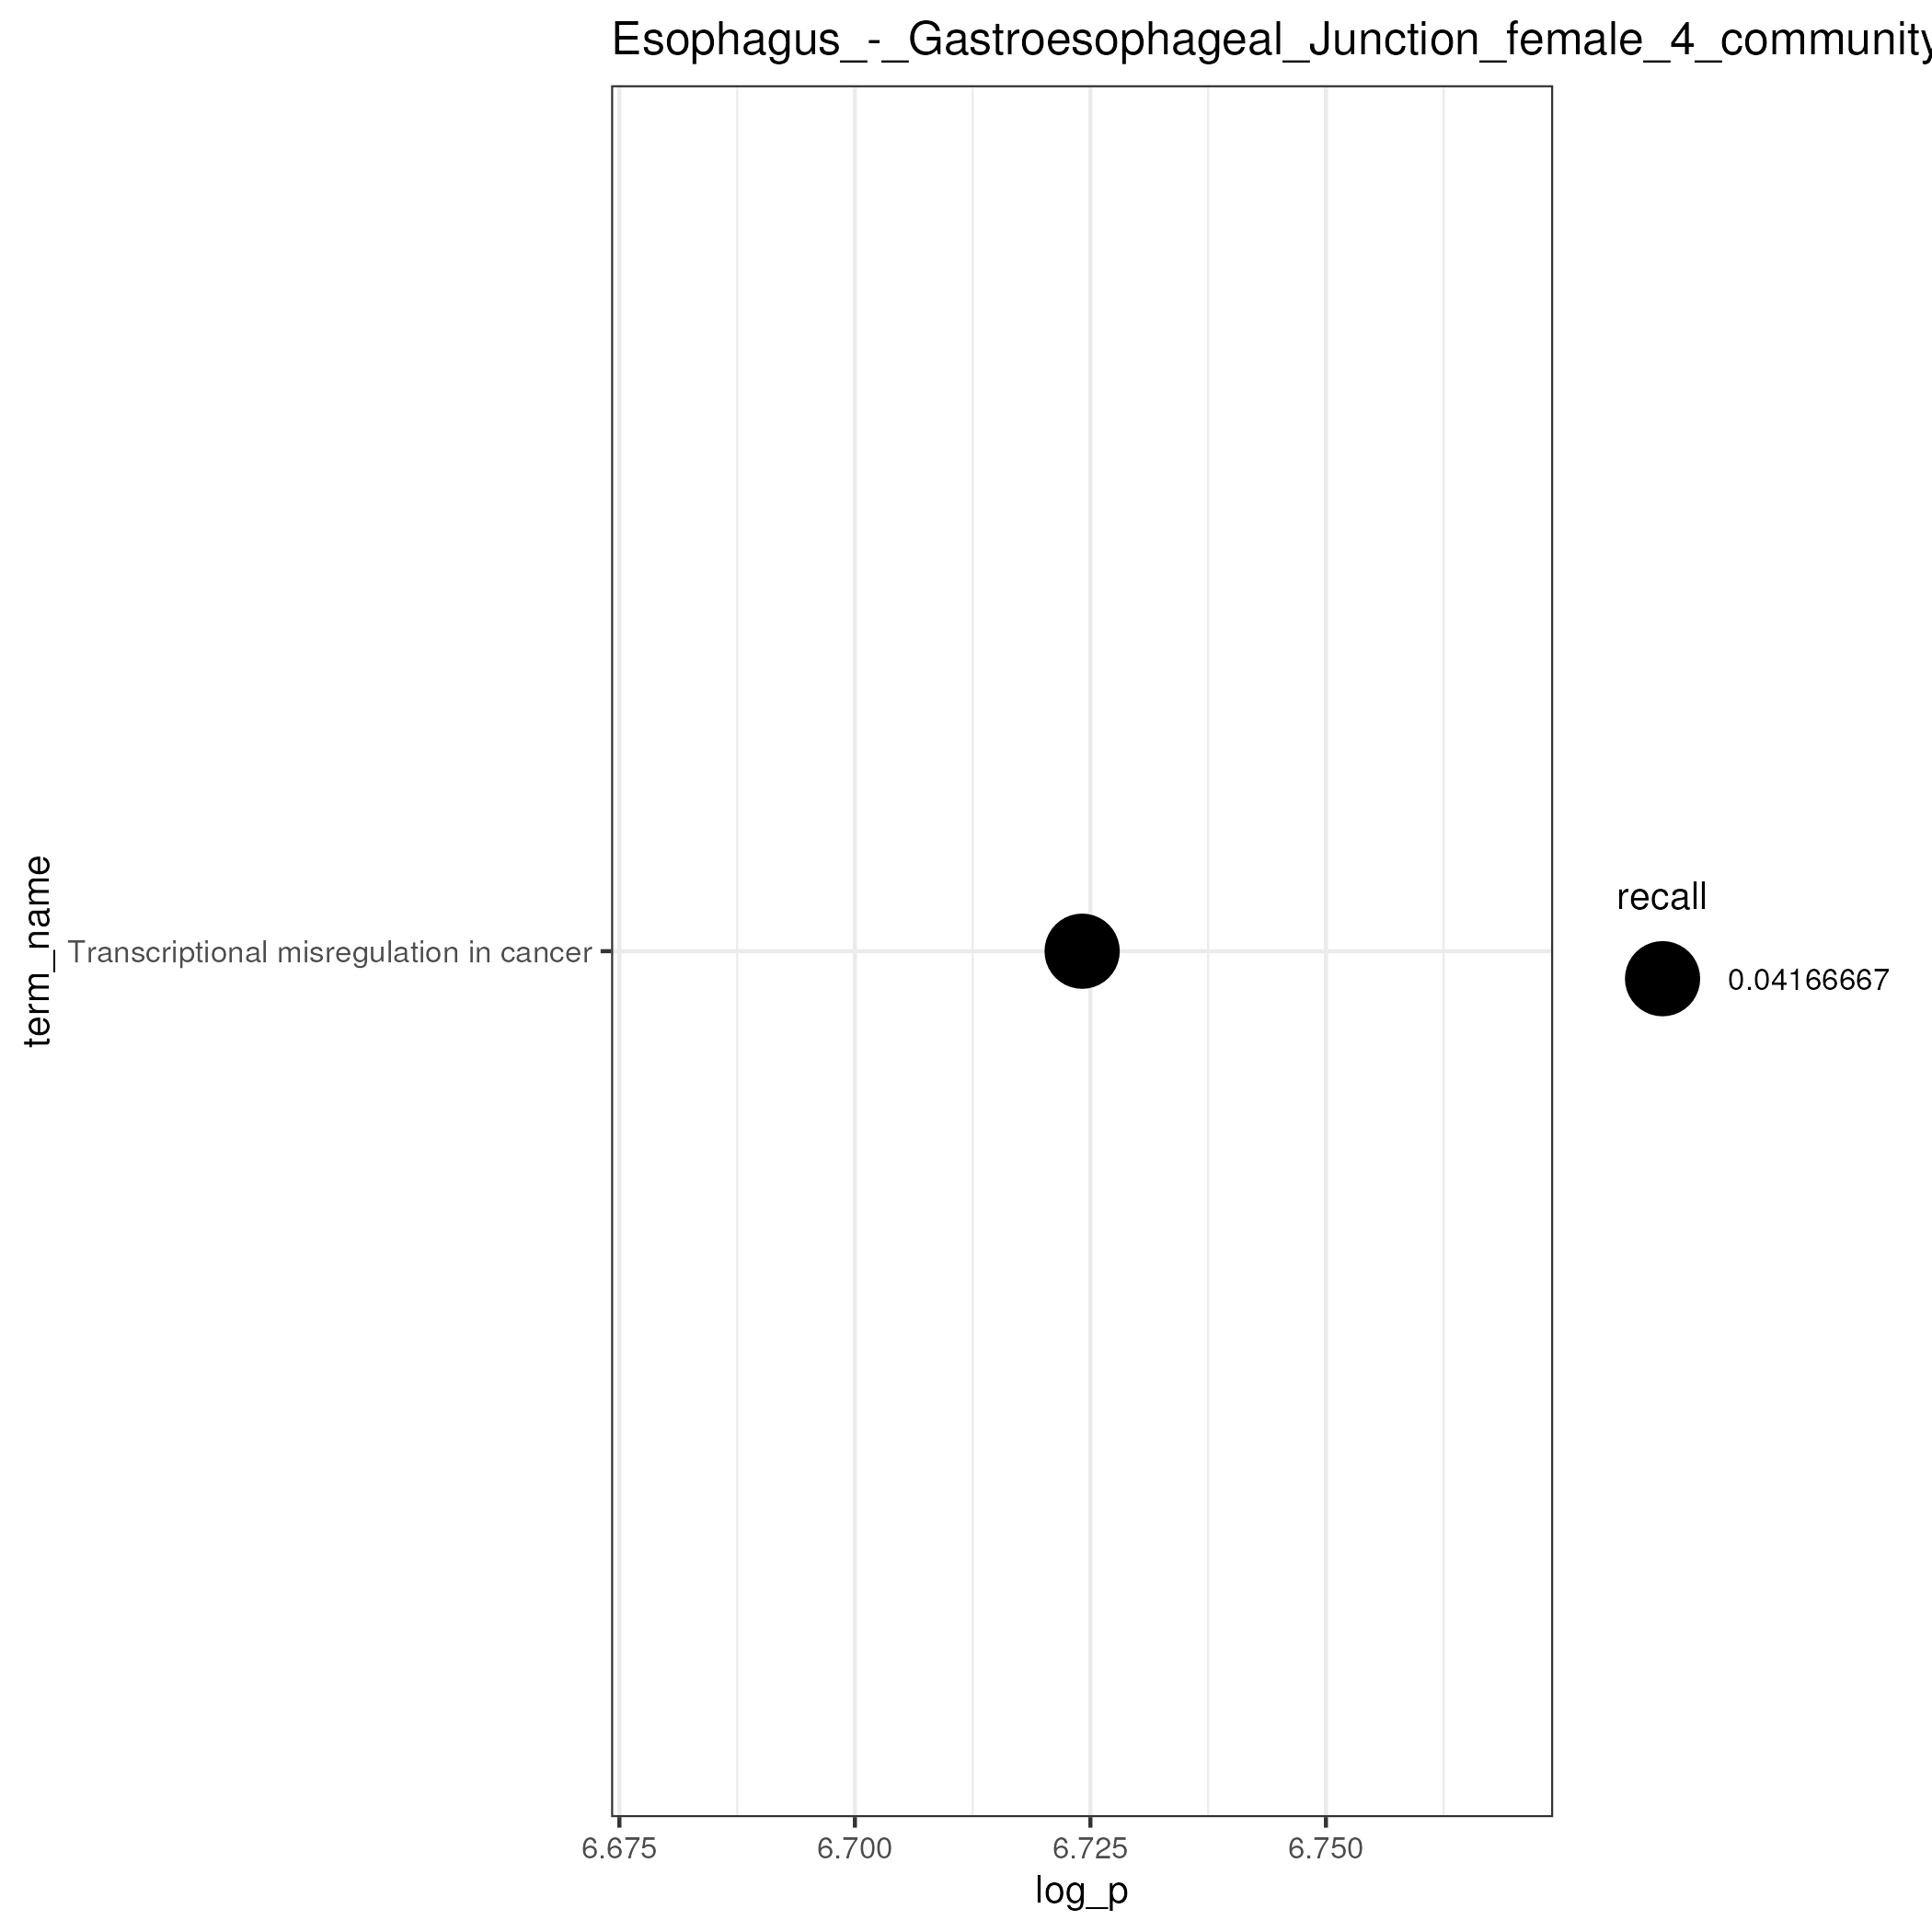 Esophagus_-_Gastroesophageal_Junction_female_4_community
term_name
Transcriptional misregulation in cancer
recall
0.04166667
6.675 6.700 6.725 6.750
log_p